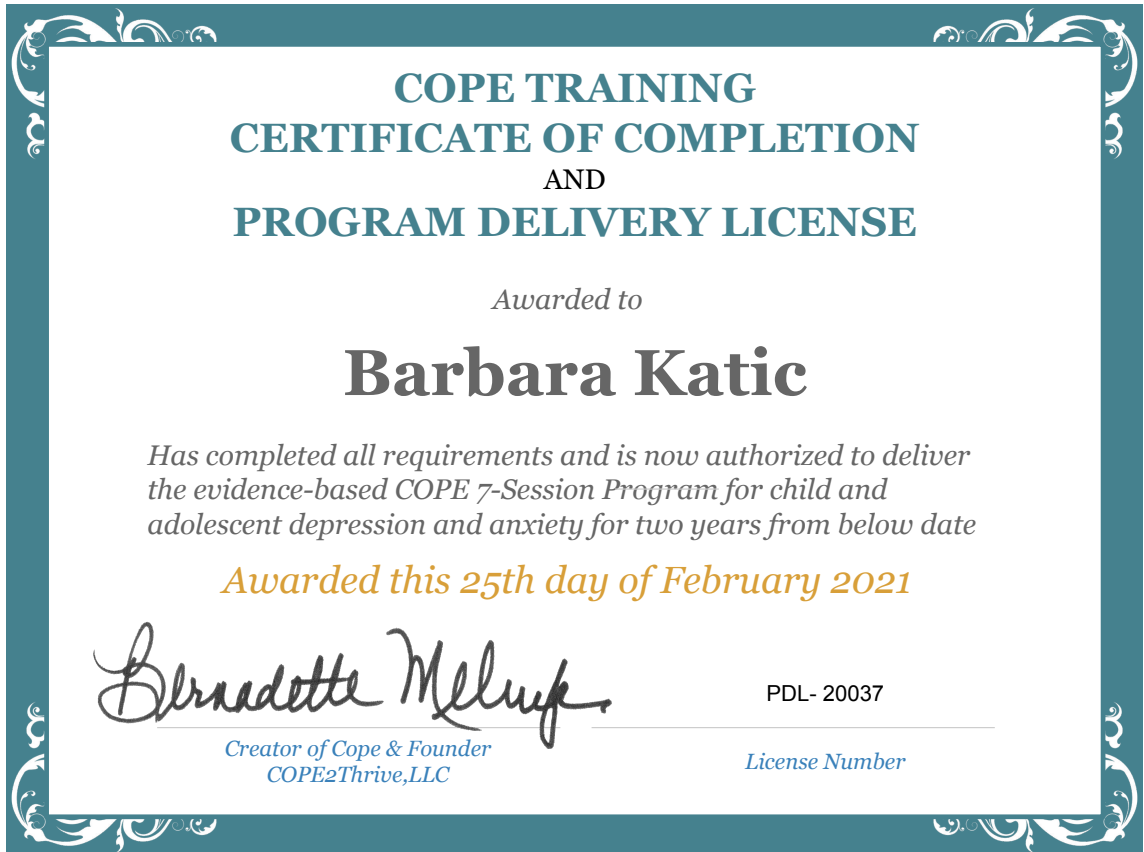 COPE TRAINING
CERTIFICATE OF COMPLETION
AND
PROGRAM DELIVERY LICENSE
Awarded to
Barbara Katic
Has completed all requirements and is now authorized to deliver
the evidence-based COPE 7-Session Program for child and
adolescent depression and anxiety for two years from below date
Awarded this 25th day of February 2021
Bernadette Melnyk
PDL- 20037
Creator of Cope & Founder
COPE2Thrive,LLC
License Number